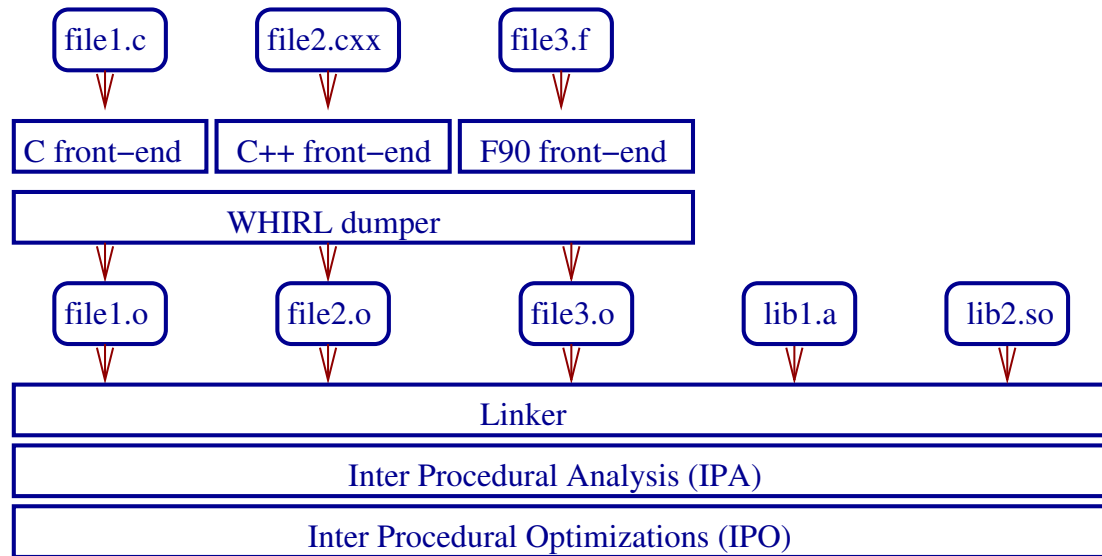 file1.c
file2.cxx
file3.f
C front−end
C++ front−end
F90 front−end
WHIRL dumper
file1.o
file2.o
file3.o
lib1.a
lib2.so
Linker
Inter Procedural Analysis (IPA)
Inter Procedural Optimizations (IPO)